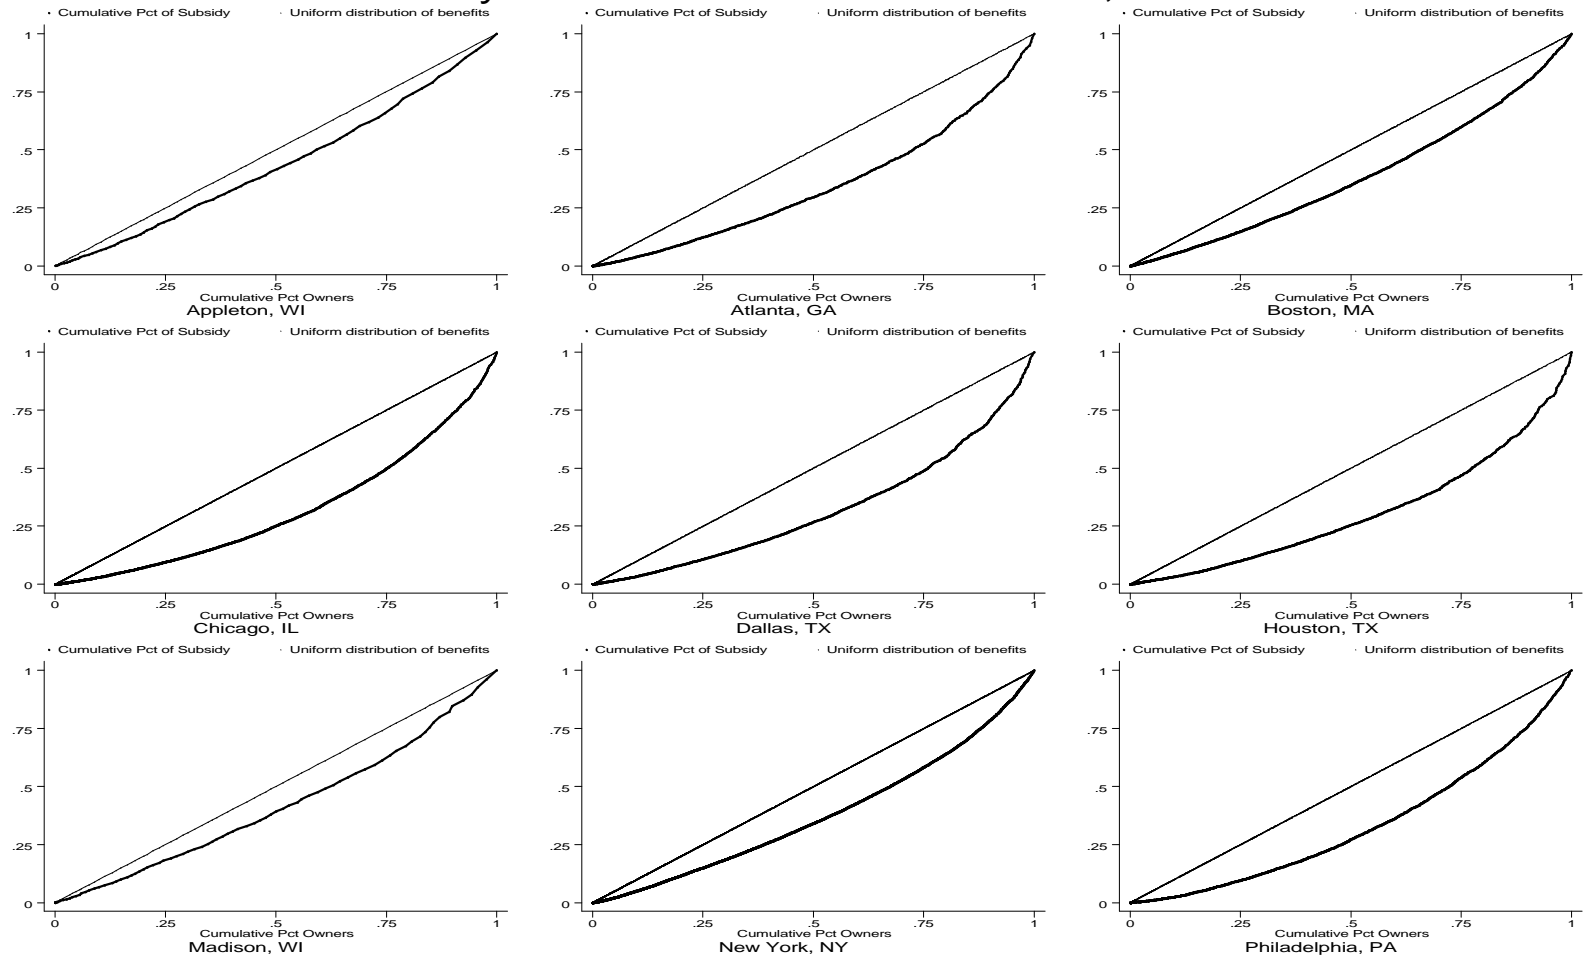 Cumulative Pct of Subsidy Uniform distribution of benefits
1
.75
.5
.25
0
0 .25 .5 .75 1
Cumulative Pct Owners
Appleton, WI
Cumulative Pct of Subsidy Uniform distribution of benefits
1
.75
.5
.25
0
0 .25 .5 .75 1
Cumulative Pct Owners
Atlanta, GA
Cumulative Pct of Subsidy Uniform distribution of benefits
1
.75
.5
.25
0
0 .25 .5 .75 1
Cumulative Pct Owners
Boston, MA
Cumulative Pct of Subsidy Uniform distribution of benefits
1
.75
.5
.25
0
0 .25 .5 .75 1
Cumulative Pct Owners
Chicago, IL
Cumulative Pct of Subsidy Uniform distribution of benefits
1
.75
.5
.25
0
0 .25 .5 .75 1
Cumulative Pct Owners
Dallas, TX
Cumulative Pct of Subsidy Uniform distribution of benefits
1
.75
.5
.25
0
0 .25 .5 .75 1
Cumulative Pct Owners
Houston, TX
Cumulative Pct of Subsidy Uniform distribution of benefits
1
.75
.5
.25
0
0 .25 .5 .75 1
Cumulative Pct Owners
Madison, WI
Cumulative Pct of Subsidy Uniform distribution of benefits
1
.75
.5
.25
0
0 .25 .5 .75 1
Cumulative Pct Owners
New York, NY
Cumulative Pct of Subsidy Uniform distribution of benefits
1
.75
.5
.25
0
0 .25 .5 .75 1
Cumulative Pct Owners
Philadelphia, PA